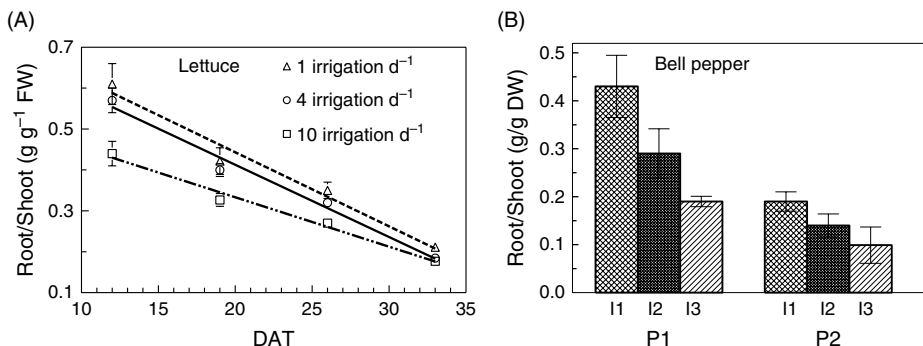 (A)
Root/Shoot (g g⁻¹ FW)
0.7
0.5
0.3
0.1
Lettuce
1 irrigation d⁻¹
4 irrigation d⁻¹
10 irrigation d⁻¹
10 15 20 25 30 35
DAT
(B)
Root/Shoot (g/g DW)
0.5
0.4
0.3
0.2
0.1
0.0
Bell pepper
I1 I2 I3 I1 I2 I3
P1 P2